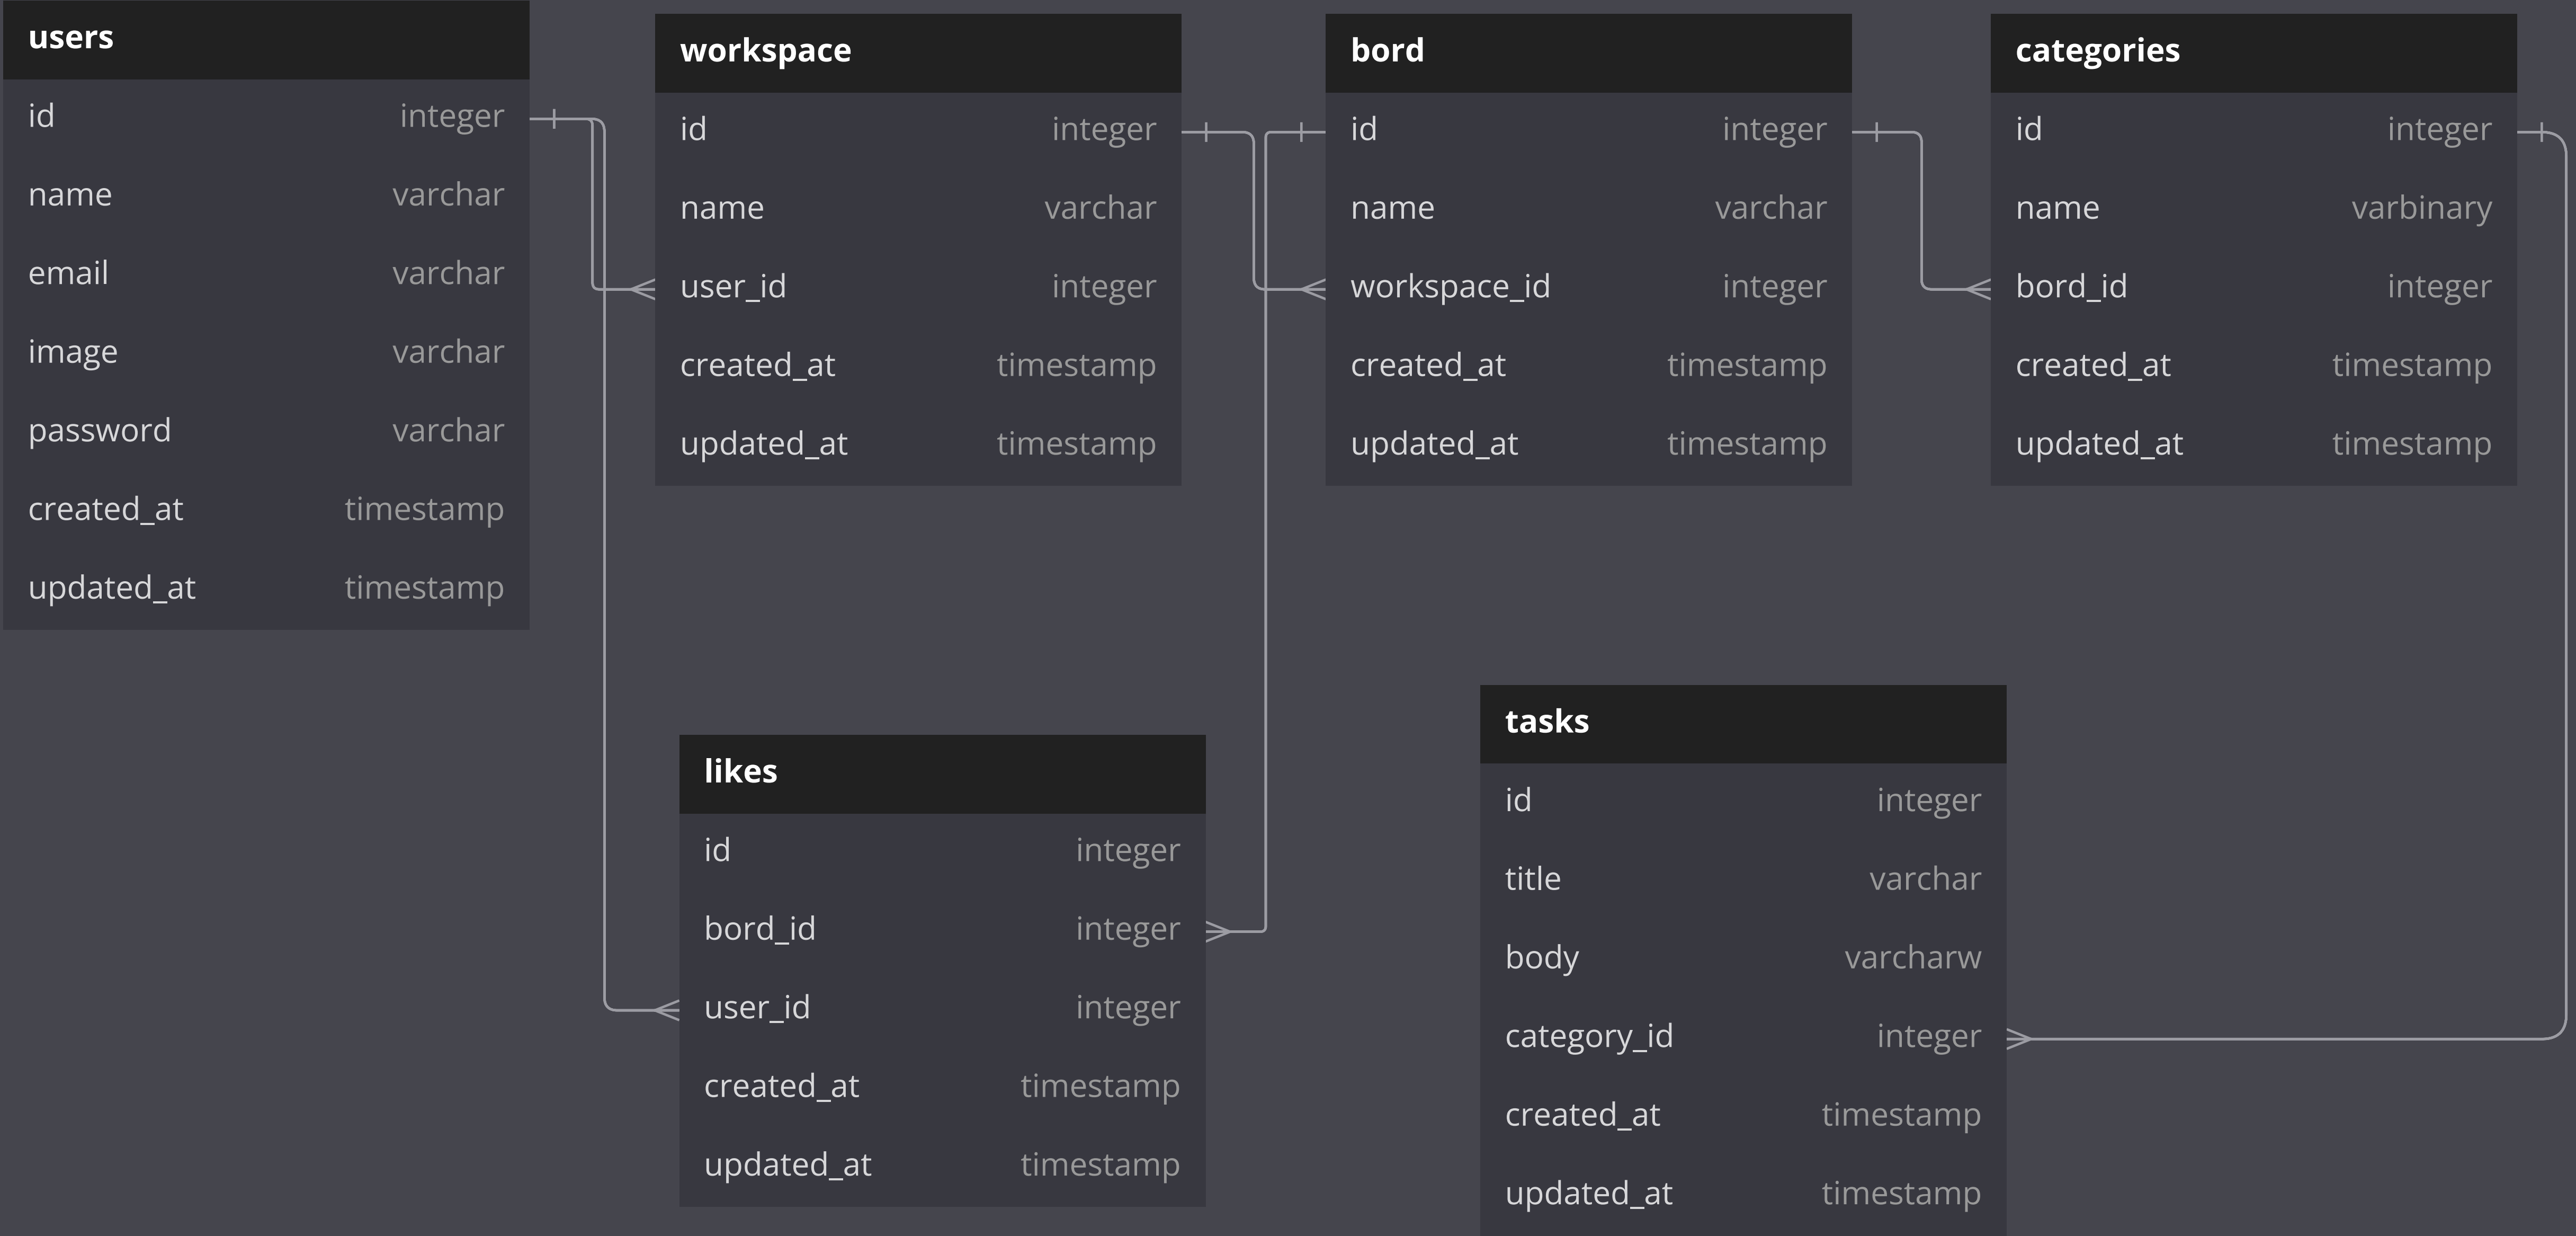 users
id integer
name varchar
email varchar
image varchar
password varchar
created_at timestamp
updated_at timestamp
workspace
id integer
name varchar
user_id integer
created_at timestamp
updated_at timestamp
bord
id integer
name varchar
workspace_id integer
created_at timestamp
updated_at timestamp
categories
id integer
name varbinary
bord_id integer
created_at timestamp
updated_at timestamp
likes
id integer
bord_id integer
user_id integer
created_at timestamp
updated_at timestamp
tasks
id integer
title varchar
body varcharw
category_id integer
created_at timestamp
updated_at timestamp